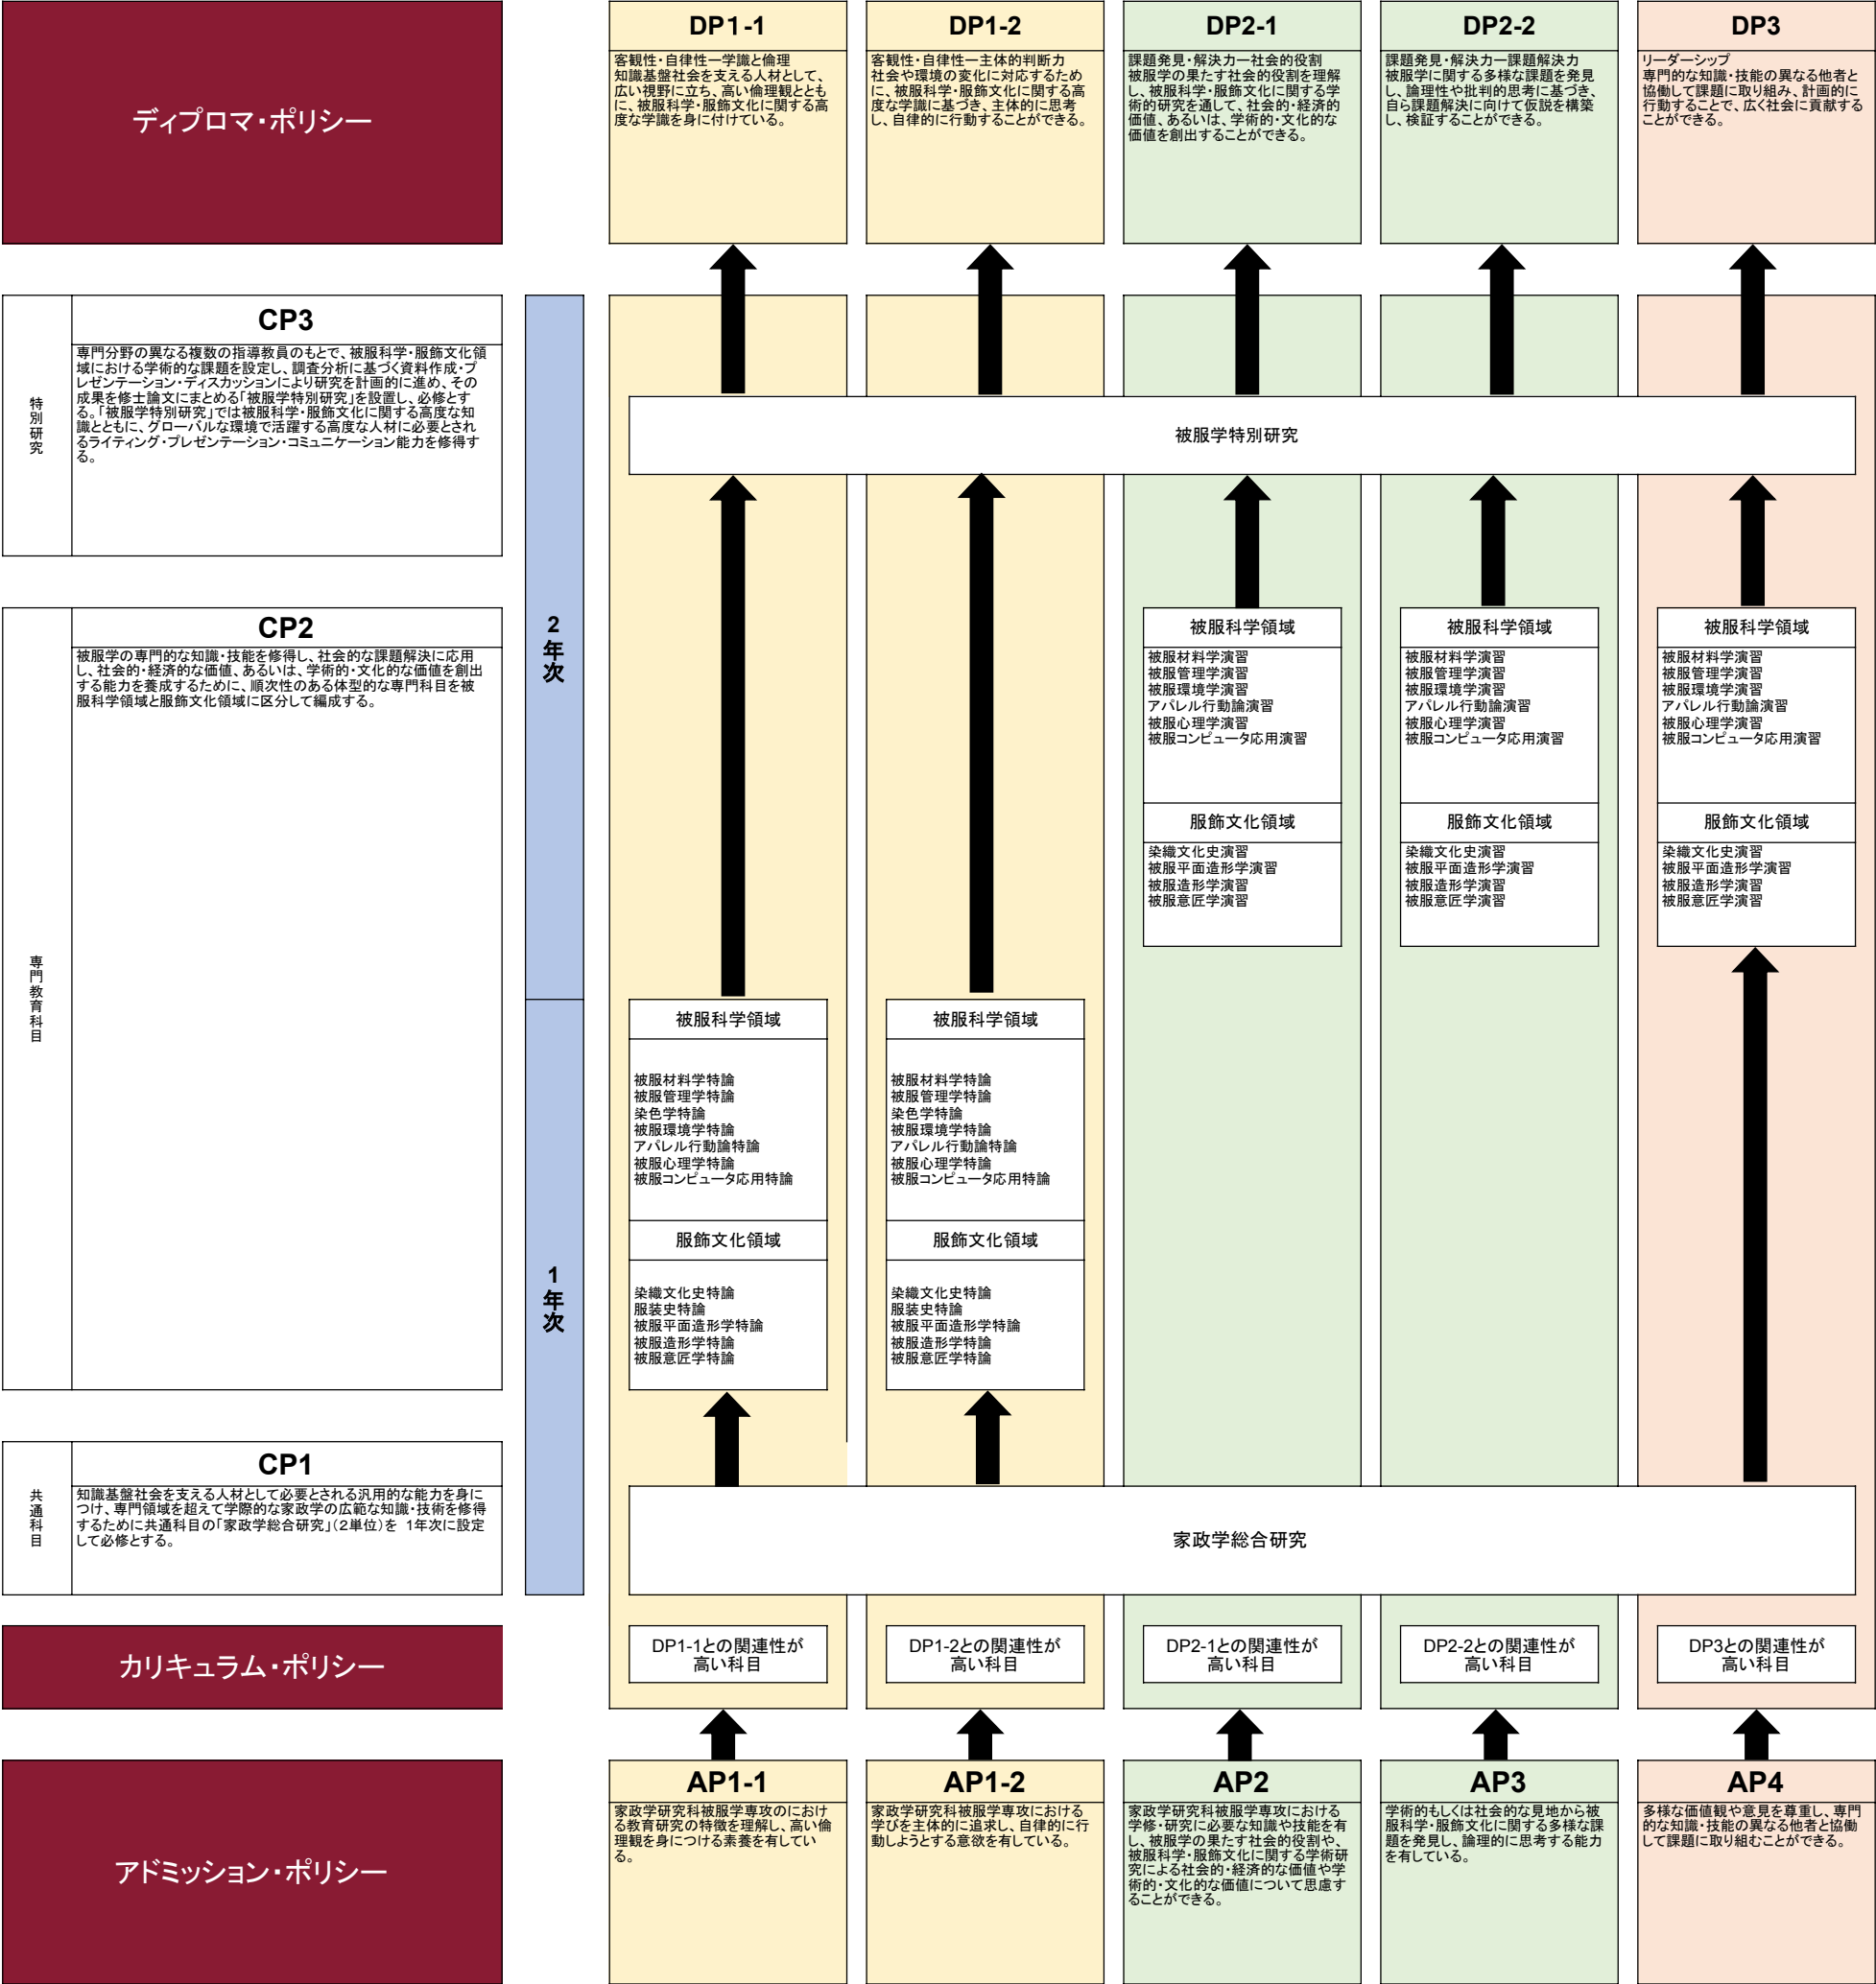 ディプロマ・ポリシー
DP1-1
客観性・自律性―学識と倫理
知識基盤社会を支える人材として、
広い視野に立ち、高い倫理観ととも
に、被服科学・服飾文化に関する高
度な学識を身に付けている。
DP1-2
客観性・自律性―主体的判断力
社会や環境の変化に対応するため
に、被服科学・服飾文化に関する高
度な学識に基づき、主体的に思考
し、自律的に行動することができる。
DP2-1
課題発見・解決力―社会的役割
被服学の果たす社会的役割を理解
し、被服科学・服飾文化に関する学
術的研究を通して、社会的・経済的
価値、あるいは、学術的・文化的な
価値を創出することができる。
DP2-2
課題発見・解決力―課題解決力
被服学に関する多様な課題を発見
し、論理性や批判的思考に基づき、
自ら課題解決に向けて仮説を構築
し、検証することができる。
DP3
リーダーシップ
専門的な知識・技能の異なる他者と
協働して課題に取り組み、計画的に
行動することで、広く社会に貢献する
ことができる。
特別研究
CP3
専門分野の異なる複数の指導教員のもとで、被服科学・服飾文化領
域における学術的な課題を設定し、調査分析に基づく資料作成・プ
レゼンテーション・ディスカッションにより研究を計画的に進め、その
成果を修士論文にまとめる「被服学特別研究」を設置し、必修とす
る。「被服学特別研究」では被服科学・服飾文化に関する高度な知
識とともに、グローバルな環境で活躍する高度な人材に必要とされ
るライティング・プレゼンテーション・コミュニケーション能力を修得す
る。
被服学特別研究
専門教育科目
CP2
被服学の専門的な知識・技能を修得し、社会的な課題解決に応用
し、社会的・経済的な価値、あるいは、学術的・文化的な価値を創出
する能力を養成するために、順次性のある体型的な専門科目を被
服科学領域と服飾文化領域に区分して編成する。
2年次
被服科学領域
被服材料学演習
被服管理学演習
被服環境学演習
アパレル行動論演習
被服心理学演習
被服コンピュータ応用演習
服飾文化領域
染織文化史演習
被服平面造形学演習
被服造形学演習
被服意匠学演習
被服科学領域
被服材料学演習
被服管理学演習
被服環境学演習
アパレル行動論演習
被服心理学演習
被服コンピュータ応用演習
服飾文化領域
染織文化史演習
被服平面造形学演習
被服造形学演習
被服意匠学演習
被服科学領域
被服材料学演習
被服管理学演習
被服環境学演習
アパレル行動論演習
被服心理学演習
被服コンピュータ応用演習
服飾文化領域
染織文化史演習
被服平面造形学演習
被服造形学演習
被服意匠学演習
1年次
被服科学領域
被服材料学特論
被服管理学特論
染色学特論
被服環境学特論
アパレル行動論特論
被服心理学特論
被服コンピュータ応用特論
服飾文化領域
染織文化史特論
服装史特論
被服平面造形学特論
被服造形学特論
被服意匠学特論
被服科学領域
被服材料学特論
被服管理学特論
染色学特論
被服環境学特論
アパレル行動論特論
被服心理学特論
被服コンピュータ応用特論
服飾文化領域
染織文化史特論
服装史特論
被服平面造形学特論
被服造形学特論
被服意匠学特論
共通科目
CP1
知識基盤社会を支える人材として必要とされる汎用的な能力を身に
つけ、専門領域を超えて学際的な家政学の広範な知識・技術を修得
するために共通科目の「家政学総合研究」(2単位)を 1年次に設定
して必修とする。
家政学総合研究
カリキュラム・ポリシー
DP1-1との関連性が
高い科目
DP1-2との関連性が
高い科目
DP2-1との関連性が
高い科目
DP2-2との関連性が
高い科目
DP3との関連性が
高い科目
アドミッション・ポリシー
AP1-1
家政学研究科被服学専攻のにおけ
る教育研究の特徴を理解し、高い倫
理観を身につける素養を有してい
る。
AP1-2
家政学研究科被服学専攻における
学びを主体的に追求し、自律的に行
動しようとする意欲を有している。
AP2
家政学研究科被服学専攻における
学修・研究に必要な知識や技能を有
し、被服学の果たす社会的役割や、
被服科学・服飾文化に関する学術研
究による社会的・経済的な価値や学
術的・文化的な価値について思慮す
ることができる。
AP3
学術的もしくは社会的な見地から被
服科学・服飾文化に関する多様な課
題を発見し、論理的に思考する能力
を有している。
AP4
多様な価値観や意見を尊重し、専門
的な知識・技能の異なる他者と協働
して課題に取り組むことができる。